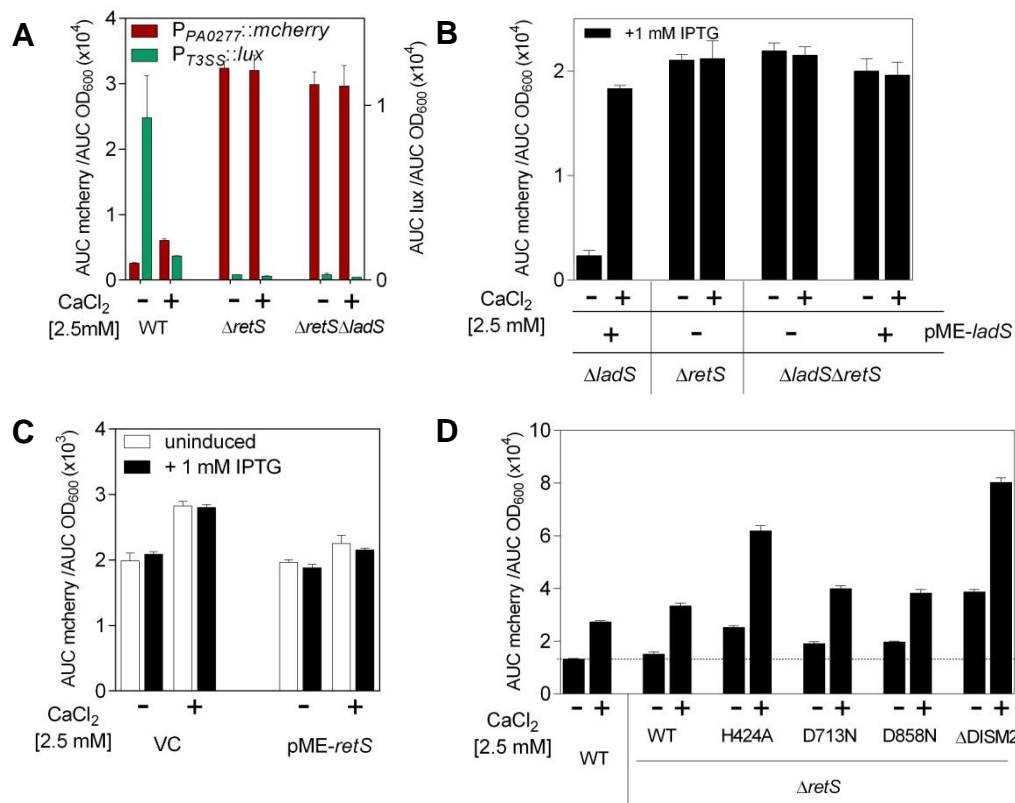 A
P_PA0277::mcherry
P_T3SS::lux
AUC mcherry /AUC OD600 (x10^4)
4
3
2
1
0
1
0
AUC lux /AUC OD600 (x10^4)
CaCl2
[2.5mM]
- + - + - +
WT ΔretS ΔretSΔladS
B
+1 mM IPTG
AUC mcherry /AUC OD600 (x10^4)
2
2
0
CaCl2
[2.5 mM]
- + - + - + - +
+ - - + pME-ladS
ΔladS ΔretS ΔladSΔretS
C
uninduced
+ 1 mM IPTG
AUC mcherry /AUC OD600 (x10^3)
4
3
2
1
0
CaCl2
[2.5 mM]
- + - +
VC pME-retS
D
AUC mcherry /AUC OD600 (x10^4)
10
8
6
4
2
0
CaCl2
[2.5 mM]
- + - + - + - + - + - +
WT WT H424A D713N D858N ΔDISM2
ΔretS